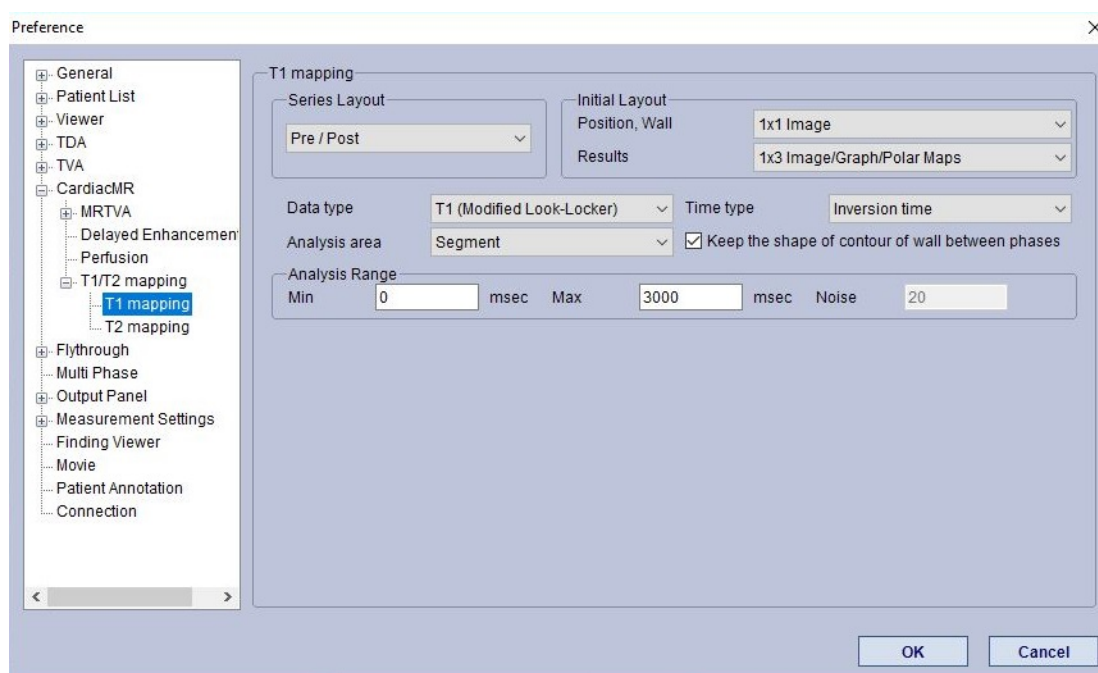 Preference
General
Patient List
Viewer
TDA
TVA
CardiacMR
MRTVA
Delayed Enhancemen
Perfusion
T1/T2 mapping
T1 mapping
T2 mapping
Flythrough
Multi Phase
Output Panel
Measurement Settings
Finding Viewer
Movie
Patient Annotation
Connection
T1 mapping
Series Layout
Pre / Post
Initial Layout
Position, Wall 1x1 Image
Results 1x3 Image/Graph/Polar Maps
Data type T1 (Modified Look-Locker) Time type Inversion time
Analysis area Segment Keep the shape of contour of wall between phases
Analysis Range
Min 0 msec Max 3000 msec Noise 20
OK Cancel